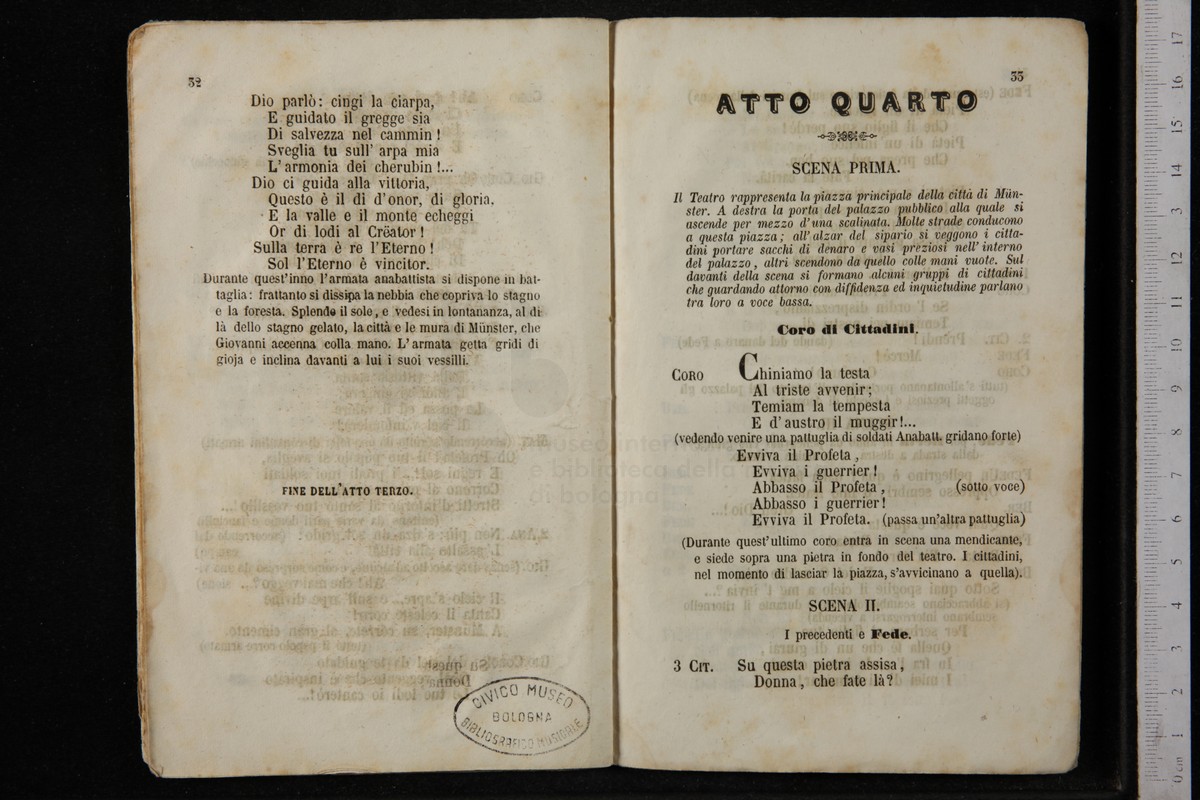 32
Dio parlò: cingi la ciarpa,
E guidato il gregge sia
Di salvezza nel cammin!
Sveglia tu sull' arpa mia
L' armonia dei cherubin!...
Dio ci guida alla vittoria,
Questo è il dì d'onor, di gloria.
E la valle e il monte echeggi
Or di lodi al Crëator!
Sulla terra è re l'Eterno!
Sol l'Eterno è vincitor.
Durante quest'inno l'armata anabattista si dispone in bat-
taglia: frattanto si dissipa la nebbia che copriva lo stagno
e la foresta. Splende il sole, e vedesi in lontananza, al di
là dello stagno gelato, la città e le mura di Münster, che
Giovanni accenna colla mano. L' armata getta gridi di
gioja e inclina davanti a lui i suoi vessilli.
FINE DELL'ATTO TERZO.
CIVICO MUSEO
BOLOGNA
BIBLIOGRAFICO MUSICALE
33
ATTO QUARTO
SCENA PRIMA.
Il Teatro rappresenta la piazza principale della città di Mün-
ster. A destra la porta del palazzo pubblico alla quale si
ascende per mezzo d'una scalinata. Molte strade conducono
a questa piazza; all' alzar del sipario si veggono i citta-
dini portare sacchi di denaro e vasi preziosi nell' interno
del palazzo, altri scendono da quello colle mani vuote. Sul
davanti della scena si formano alcuni gruppi di cittadini
che guardando attorno con diffidenza ed inquietudine parlano
tra loro a voce bassa.
Coro di Cittadini.
CORO Chiniamo la testa
Al triste avvenir;
Temiam la tempesta
E d' austro il muggir!...
(vedendo venire una pattuglia di soldati Anabatt. gridano forte)
Evviva il Profeta,
Evviva i guerrier!
Abbasso il Profeta, (sotto voce)
Abbasso i guerrier!
Evviva il Profeta. (passa un'altra pattuglia)
(Durante quest'ultimo coro entra in scena una mendicante,
e siede sopra una pietra in fondo del teatro. I cittadini,
nel momento di lasciar la piazza, s'avvicinano a quella).
SCENA II.
I precedenti e Fede.
3 CIT. Su questa pietra assisa,
Donna, che fate là?